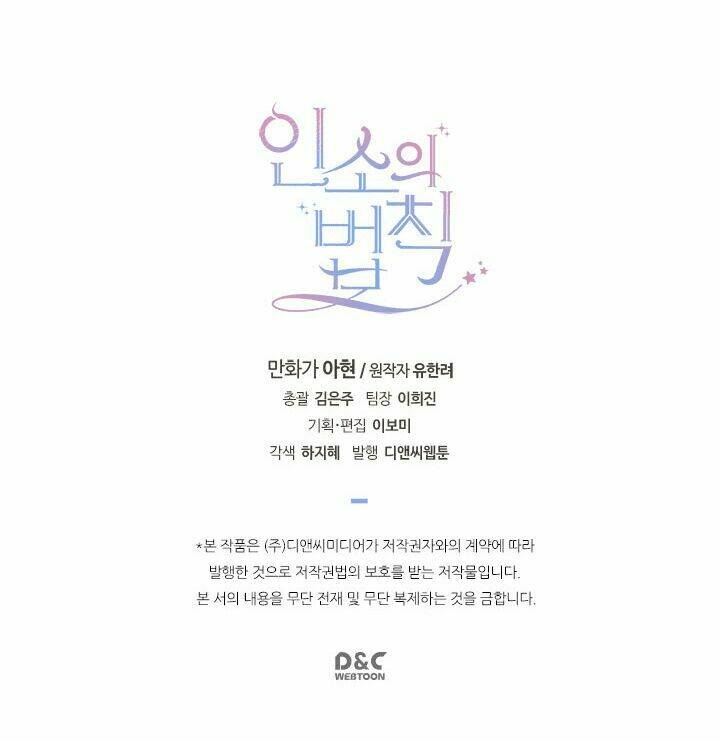 인소의
법칙
만화가 아현 / 원작자 유한려
총괄 김은주 팀장 이희진
기획·편집 이보미
각색 하지혜 발행 디앤씨웹툰
*본 작품은 (주)디앤씨미디어가 저작권자와의 계약에 따라
발행한 것으로 저작권법의 보호를 받는 저작물입니다.
본 서의 내용을 무단 전재 및 무단 복제하는 것을 금합니다.
D&C
WEBTOON